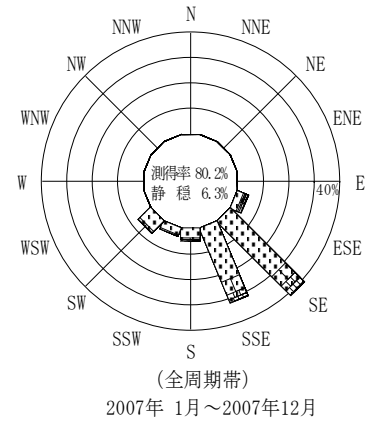 N
NNW NNE
NW NE
WNW ENE
測得率 80.2%
静 穏 6.3%
W 40% E
WSW ESE
SW SE
SSW SSE
S
(全周期帯)
2007年 1月～2007年12月